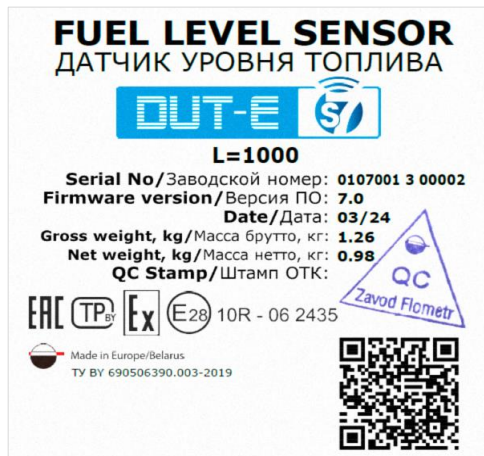 FUEL LEVEL SENSOR
ДАТЧИК УРОВНЯ ТОПЛИВА
DUT-E S7
L=1000
Serial No/Заводской номер: 0107001 3 00002
Firmware version/Версия ПО: 7.0
Date/Дата: 03/24
Gross weight, kg/Масса брутто, кг: 1.26
Net weight, kg/Масса нетто, кг: 0.98
QC Stamp/Штамп ОТК:
QC
Zavod Flometr
EAC TP BY Ex E28 10R - 06 2435
Made in Europe/Belarus
ТУ BY 690506390.003-2019